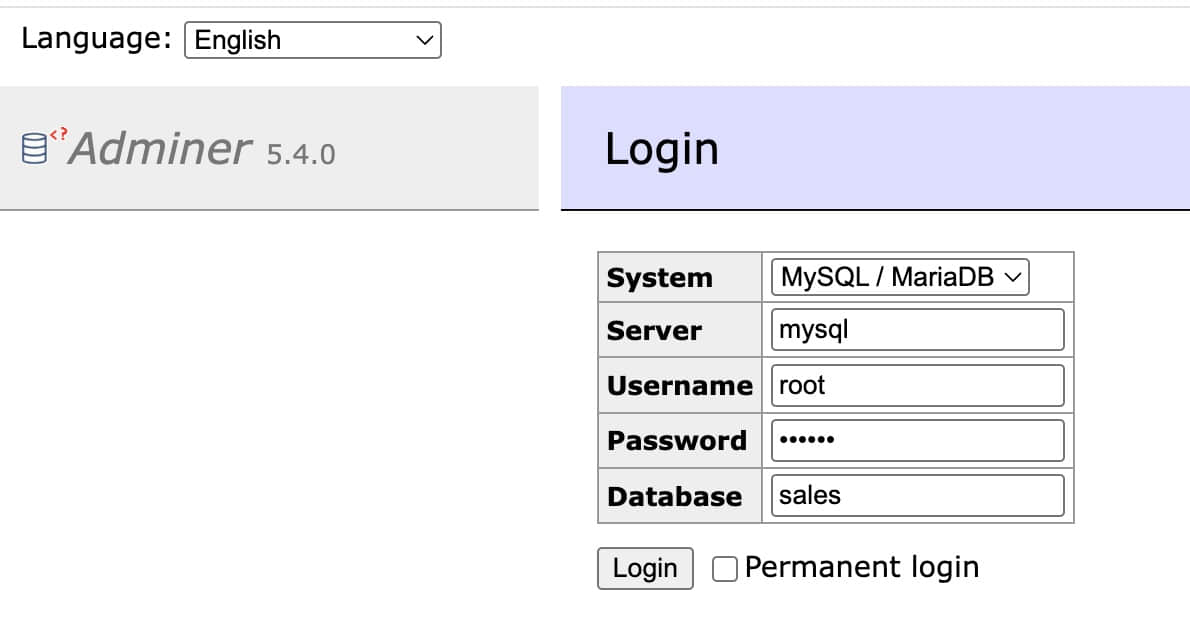 Language: English
<? Adminer 5.4.0
Login
System MySQL / MariaDB
Server mysql
Username root
Password ••••••
Database sales
Login Permanent login